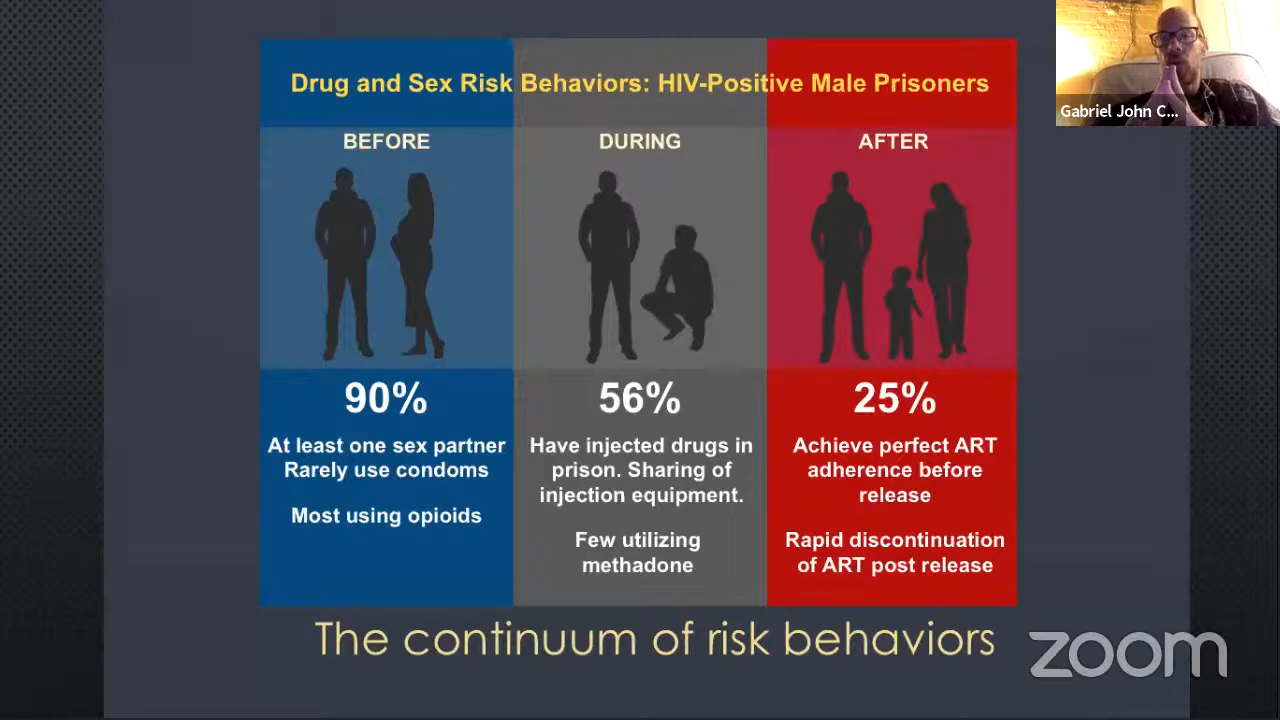 Drug and Sex Risk Behaviors: HIV-Positive Male Prisoners
BEFORE
90%
At least one sex partner
Rarely use condoms
Most using opioids
DURING
56%
Have injected drugs in
prison. Sharing of
injection equipment.
Few utilizing
methadone
AFTER
25%
Achieve perfect ART
adherence before
release
Rapid discontinuation
of ART post release
The continuum of risk behaviors
Gabriel John C...
zoom